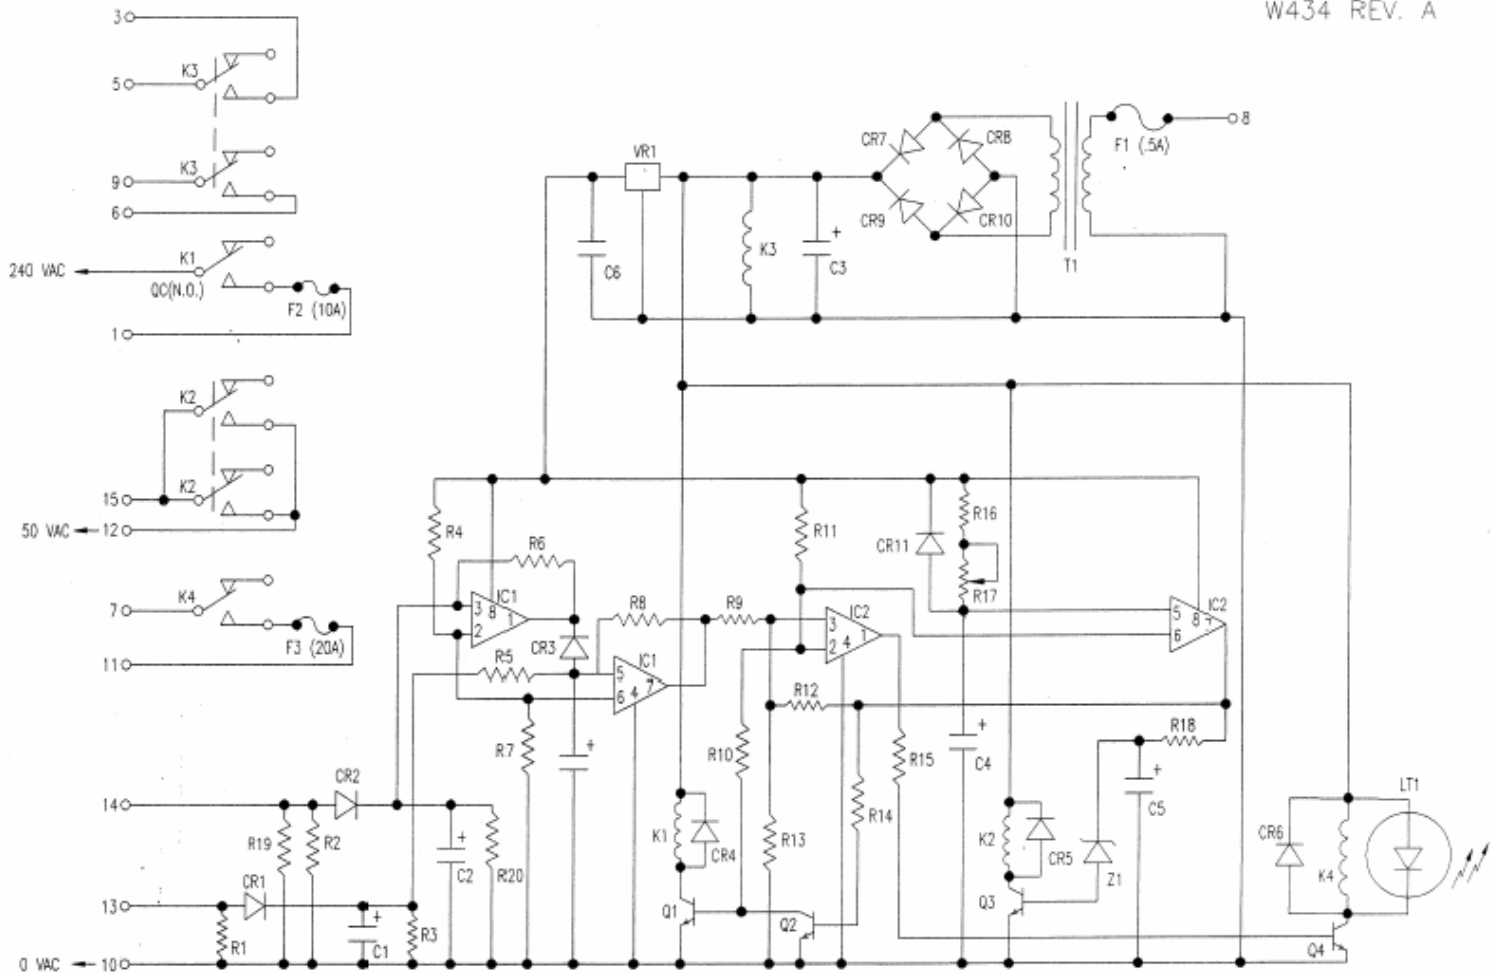 W434 REV. A
3
K3
5
K3
9
6
240 VAC
K1
QC(N.O.)
F2 (10A)
1
K2
15
K2
50 VAC
12
K4
7
F3 (20A)
11
VR1
C6
K3
+
C3
CR7
CR8
CR9
CR10
T1
F1 (.5A)
8
R4
R6
3
8
IC1
1
2
CR3
R5
R8
5
IC1
6
4
7
R9
R7
+
R11
3
IC2
4
1
2
R12
R10
R15
R13
R14
CR11
R16
R17
5
IC2
8
7
6
+
C4
R18
+
C5
Z1
K1
CR4
K2
CR5
Q1
Q2
Q3
CR6
K4
LT1
Q4
14
CR2
R19
R2
+
C2
R20
13
CR1
R1
+
C1
R3
0 VAC
10